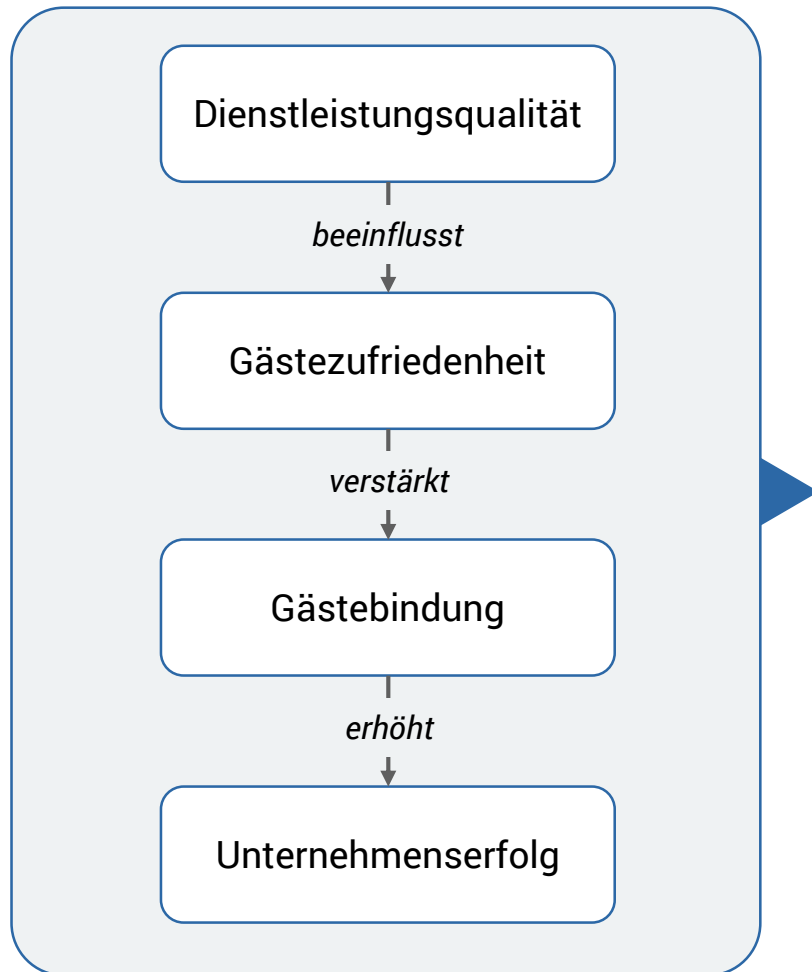 Dienstleistungsqualität
beeinflusst
Gästezufriedenheit
verstärkt
Gästebindung
erhöht
Unternehmenserfolg